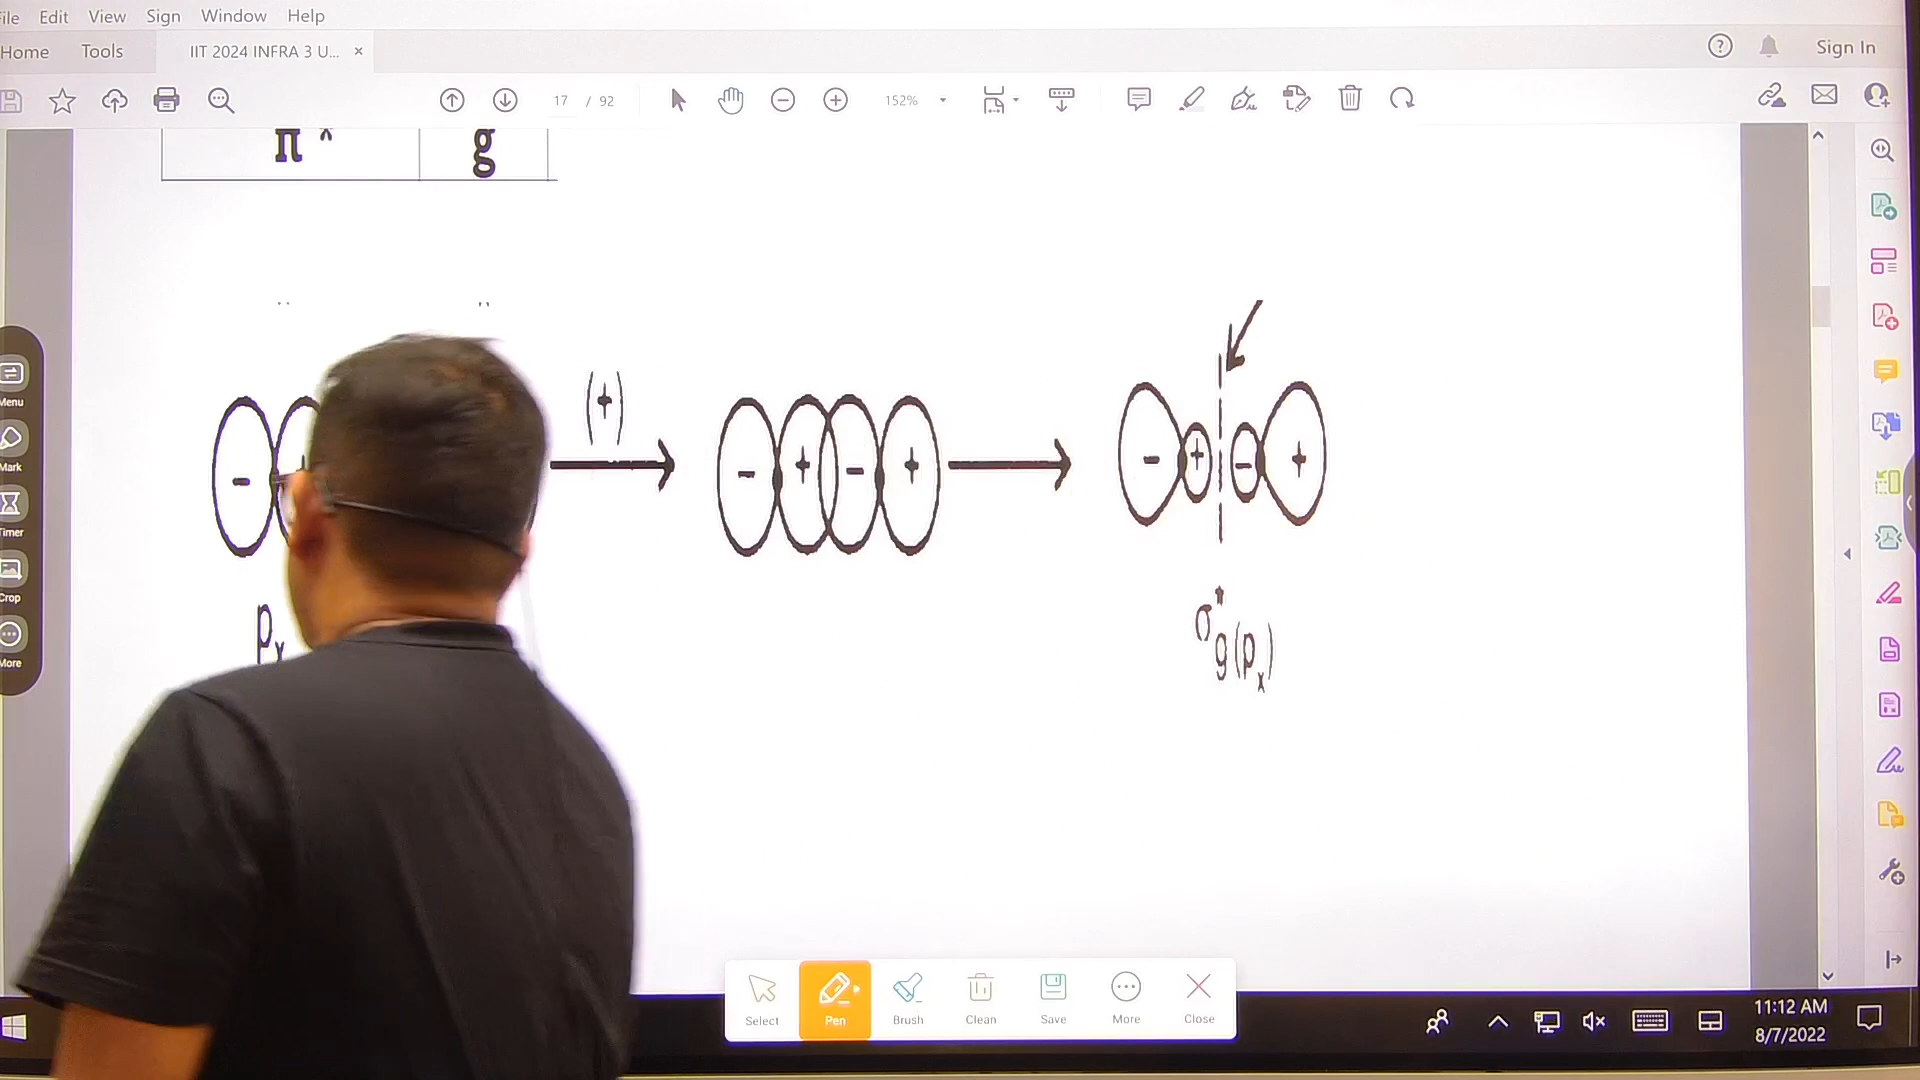 File Edit View Sign Window Help
Home Tools IIT 2024 INFRA 3 U... × Sign In
17 / 92 152%
π * g
(+)
- + - + - + - +
-
Pₓ
σ*g(pₓ)
Menu
Mark
Timer
Crop
More
Select Pen Brush Clean Save More Close
11:12 AM
8/7/2022